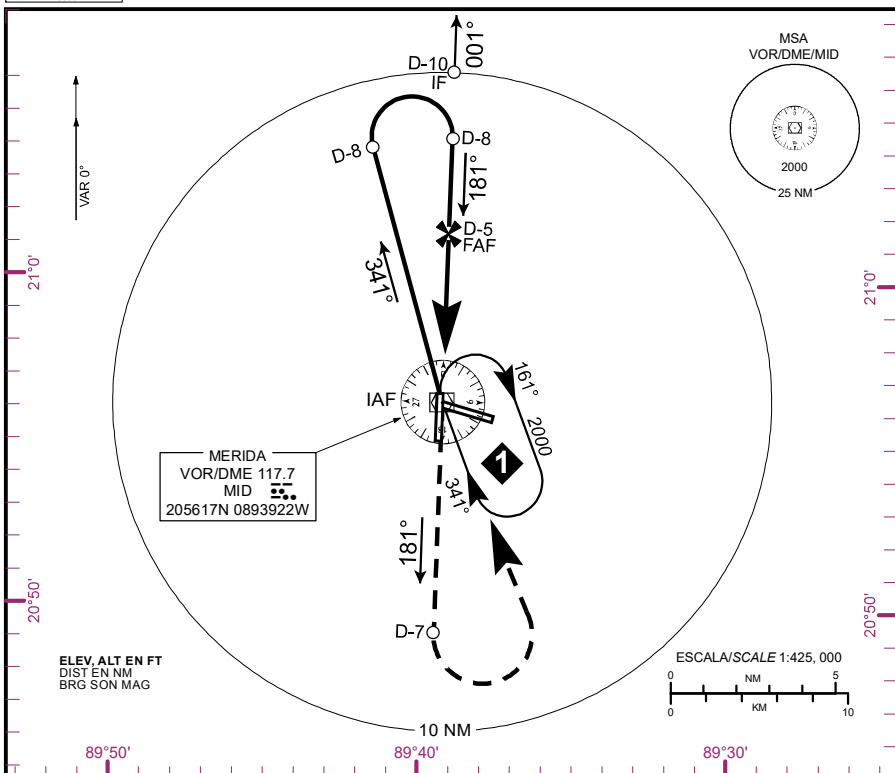 D-10
IF
001°
MSA
VOR/DME/MID
2000
25 NM
VAR 0°
D-8
D-8
181°
D-5
FAF
341°
21°0'
21°0'
IAF
161°
2000
1
341°
MERIDA
VOR/DME 117.7
MID
205617N 0893922W
181°
20°50'
20°50'
D-7
ELEV, ALT EN FT
DIST EN NM
BRG SON MAG
ESCALA/SCALE 1:425, 000
0 NM 5
0 KM 10
10 NM
89°50'
89°40'
89°30'